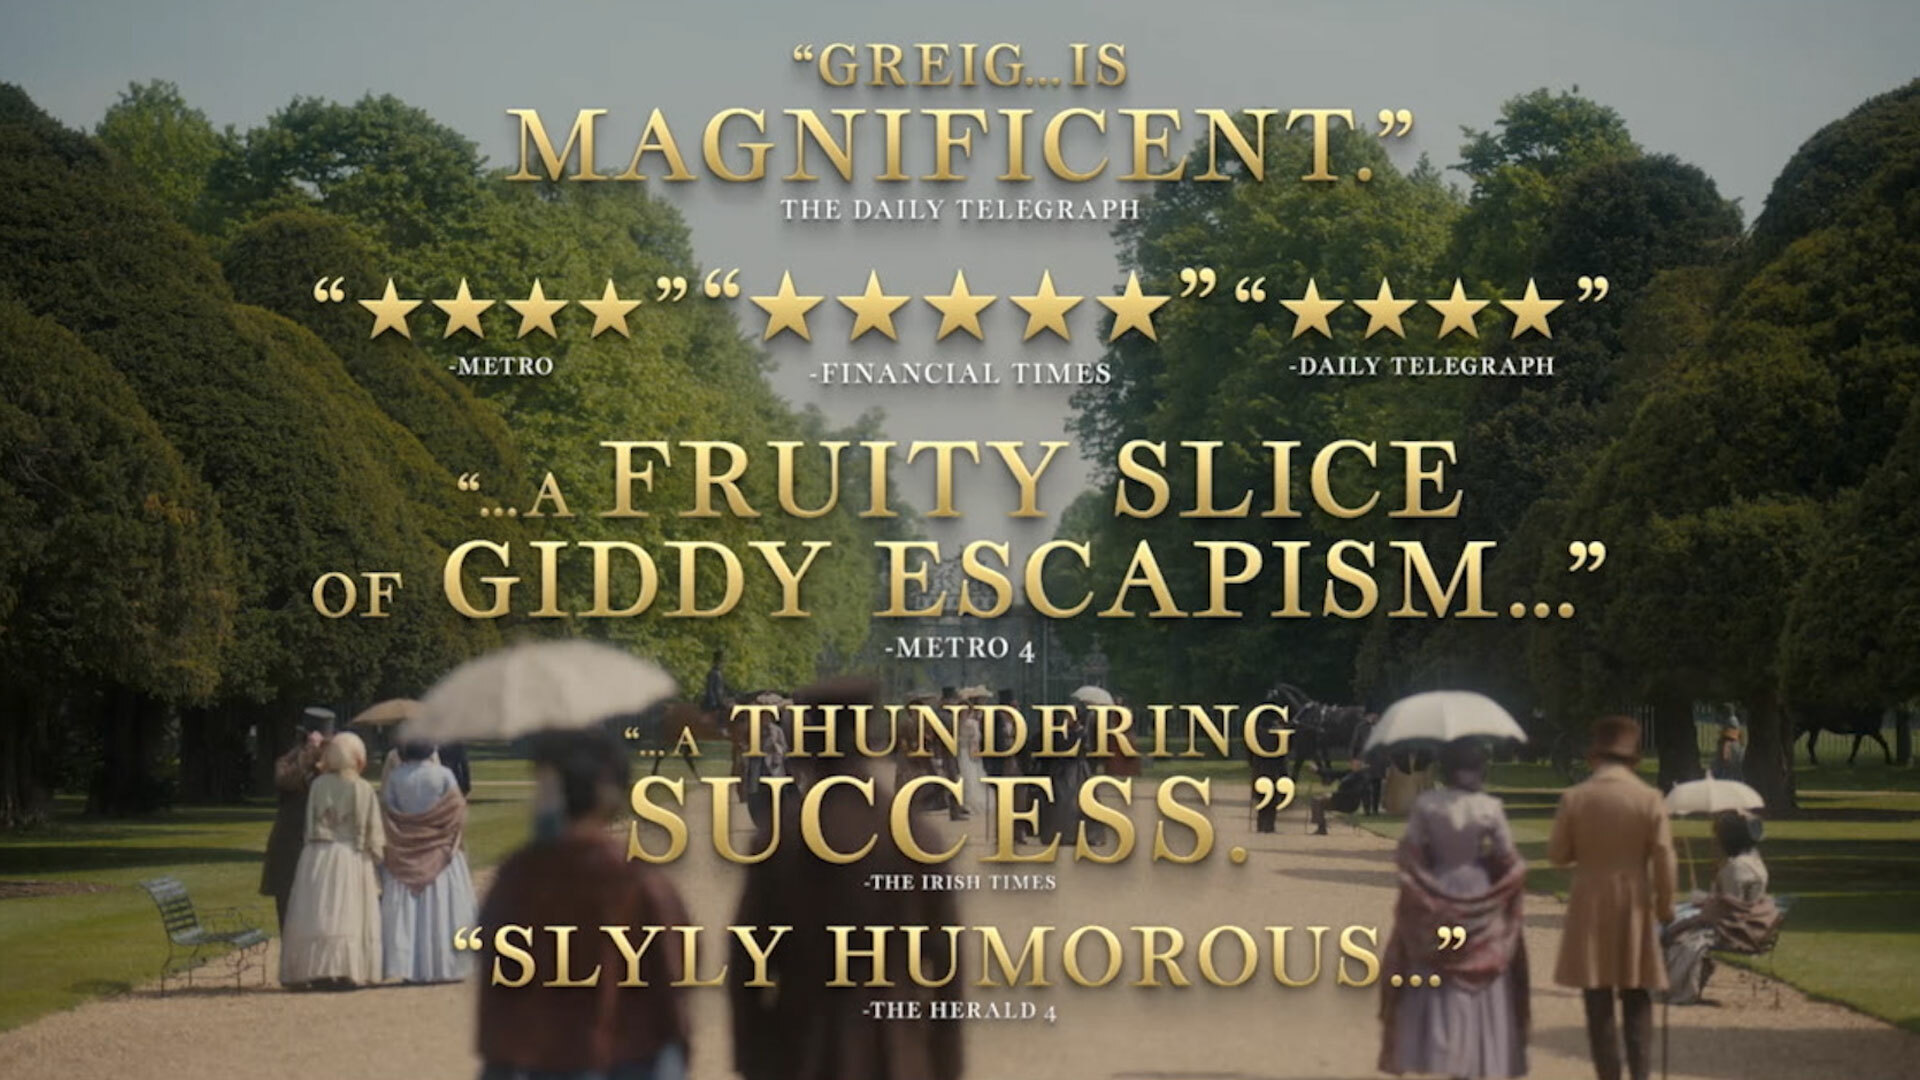 “GREIG...IS
MAGNIFICENT.”
THE DAILY TELEGRAPH
“★★★★” “★★★★★” “★★★★”
-METRO -FINANCIAL TIMES -DAILY TELEGRAPH
“...A FRUITY SLICE
OF GIDDY ESCAPISM...”
-METRO 4
“...A THUNDERING
SUCCESS.”
-THE IRISH TIMES
“SLYLY HUMOROUS...”
-THE HERALD 4